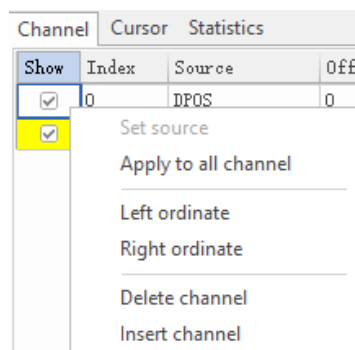 Channel Cursor Statistics
Show Index Source Off
0 DPOS 0
Set source
Apply to all channel
Left ordinate
Right ordinate
Delete channel
Insert channel